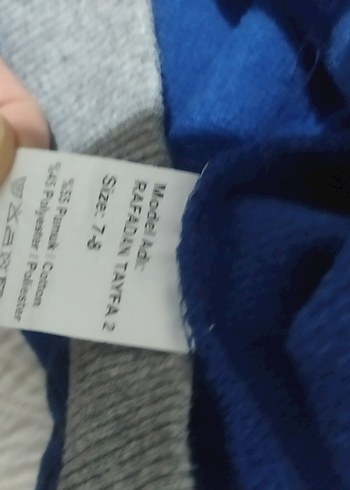 Model Adı:
RAFADAN TAYFA 2
Size: 7-8
%55 Pamuk / Cotton
%45 Polyester / Poliester